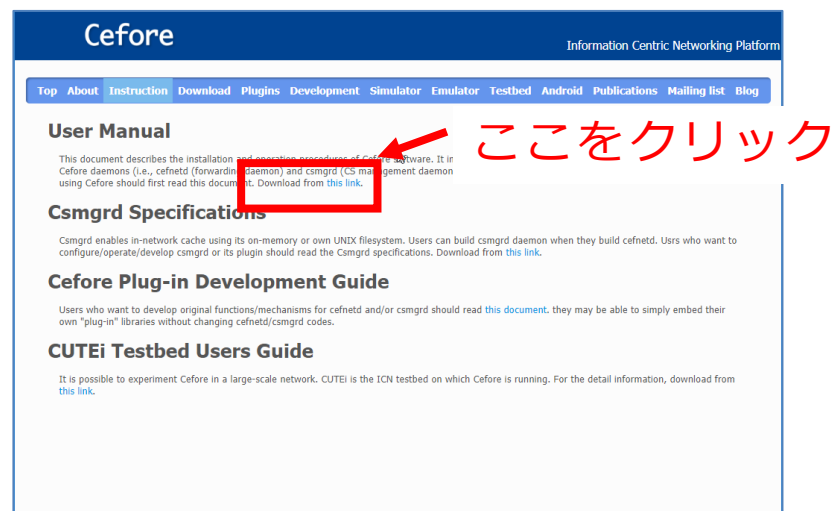 Cefore
Information Centric Networking Platform
Top About Instruction Download Plugins Development Simulator Emulator Testbed Android Publications Mailing list Blog
ここをクリック
User Manual
This document describes the installation and operation procedures of Cefore software. It in
Cefore daemons (i.e., cefnetd (forwarding daemon) and csmgrd (CS management daemon
using Cefore should first read this document. Download from this link.
Csmgrd Specifications
Csmgrd enables in-network cache using its on-memory or own UNIX filesystem. Users can build csmgrd daemon when they build cefnetd. Usrs who want to
configure/operate/develop csmgrd or its plugin should read the Csmgrd specifications. Download from this link.
Cefore Plug-in Development Guide
Users who want to develop original functions/mechanisms for cefnetd and/or csmgrd should read this document. they may be able to simply embed their
own "plug-in" libraries without changing cefnetd/csmgrd codes.
CUTEi Testbed Users Guide
It is possible to experiment Cefore in a large-scale network. CUTEi is the ICN testbed on which Cefore is running. For the detail information, download from
this link.